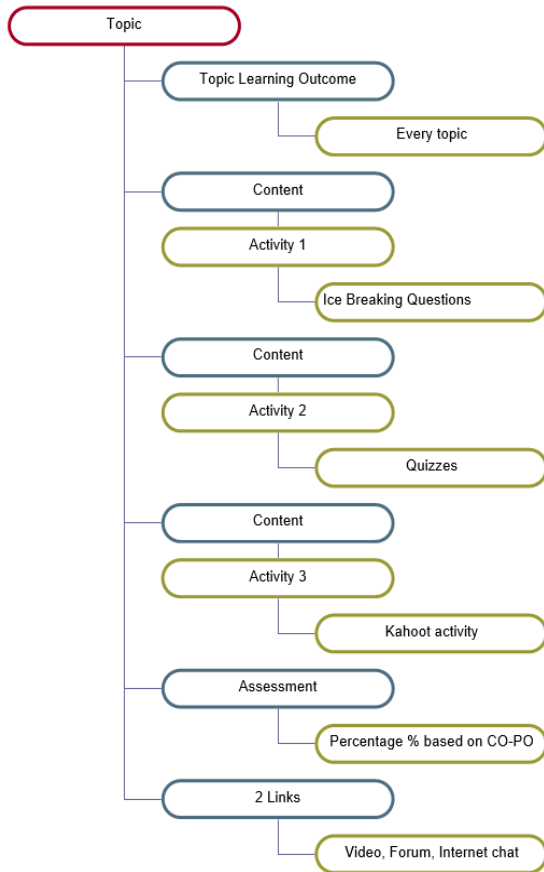 Topic
Topic Learning Outcome
Every topic
Content
Activity 1
Ice Breaking Questions
Content
Activity 2
Quizzes
Content
Activity 3
Kahoot activity
Assessment
Percentage % based on CO-PO
2 Links
Video, Forum, Internet chat